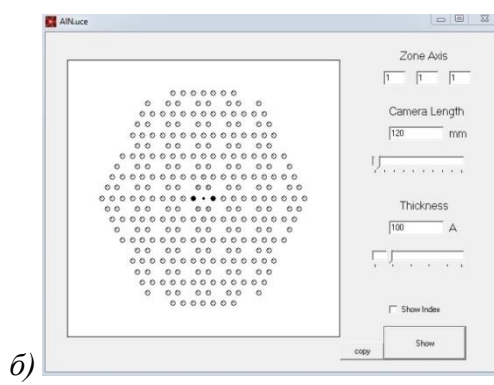 AlN.uce
Zone Axis
1 1 1
Camera Length
120 mm
Thickness
100 A
Show Index
copy Show
б)